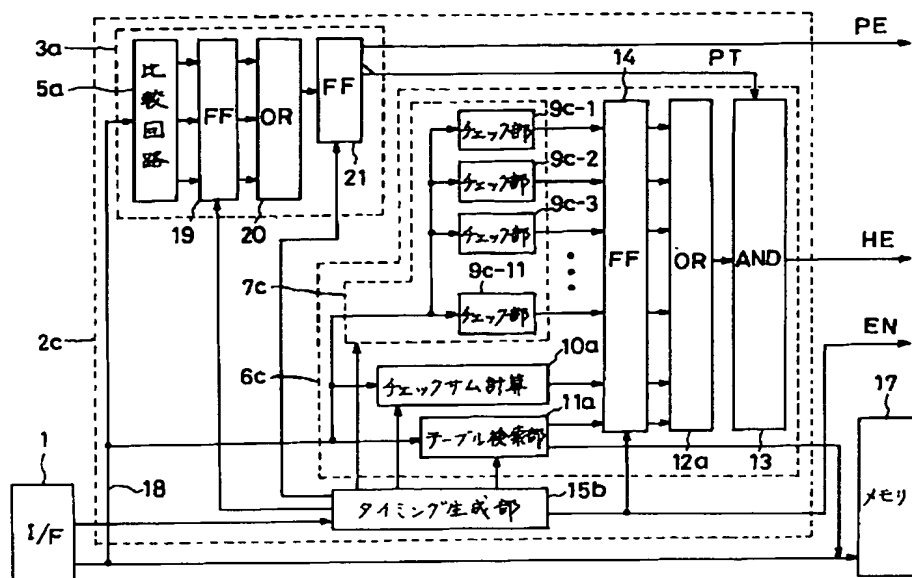 3a
5a
比較回路
FF
OR
FF
19
20
21
PE
PT
14
9c-1
チェック部
9c-2
チェック部
9c-3
チェック部
9c-11
チェック部
7c
6c
2c
FF
OR
AND
HE
EN
10a
チェックサム計算
11a
テーブル検索部
12a
13
17
メモリ
1
I/F
18
タイミング生成部
15b